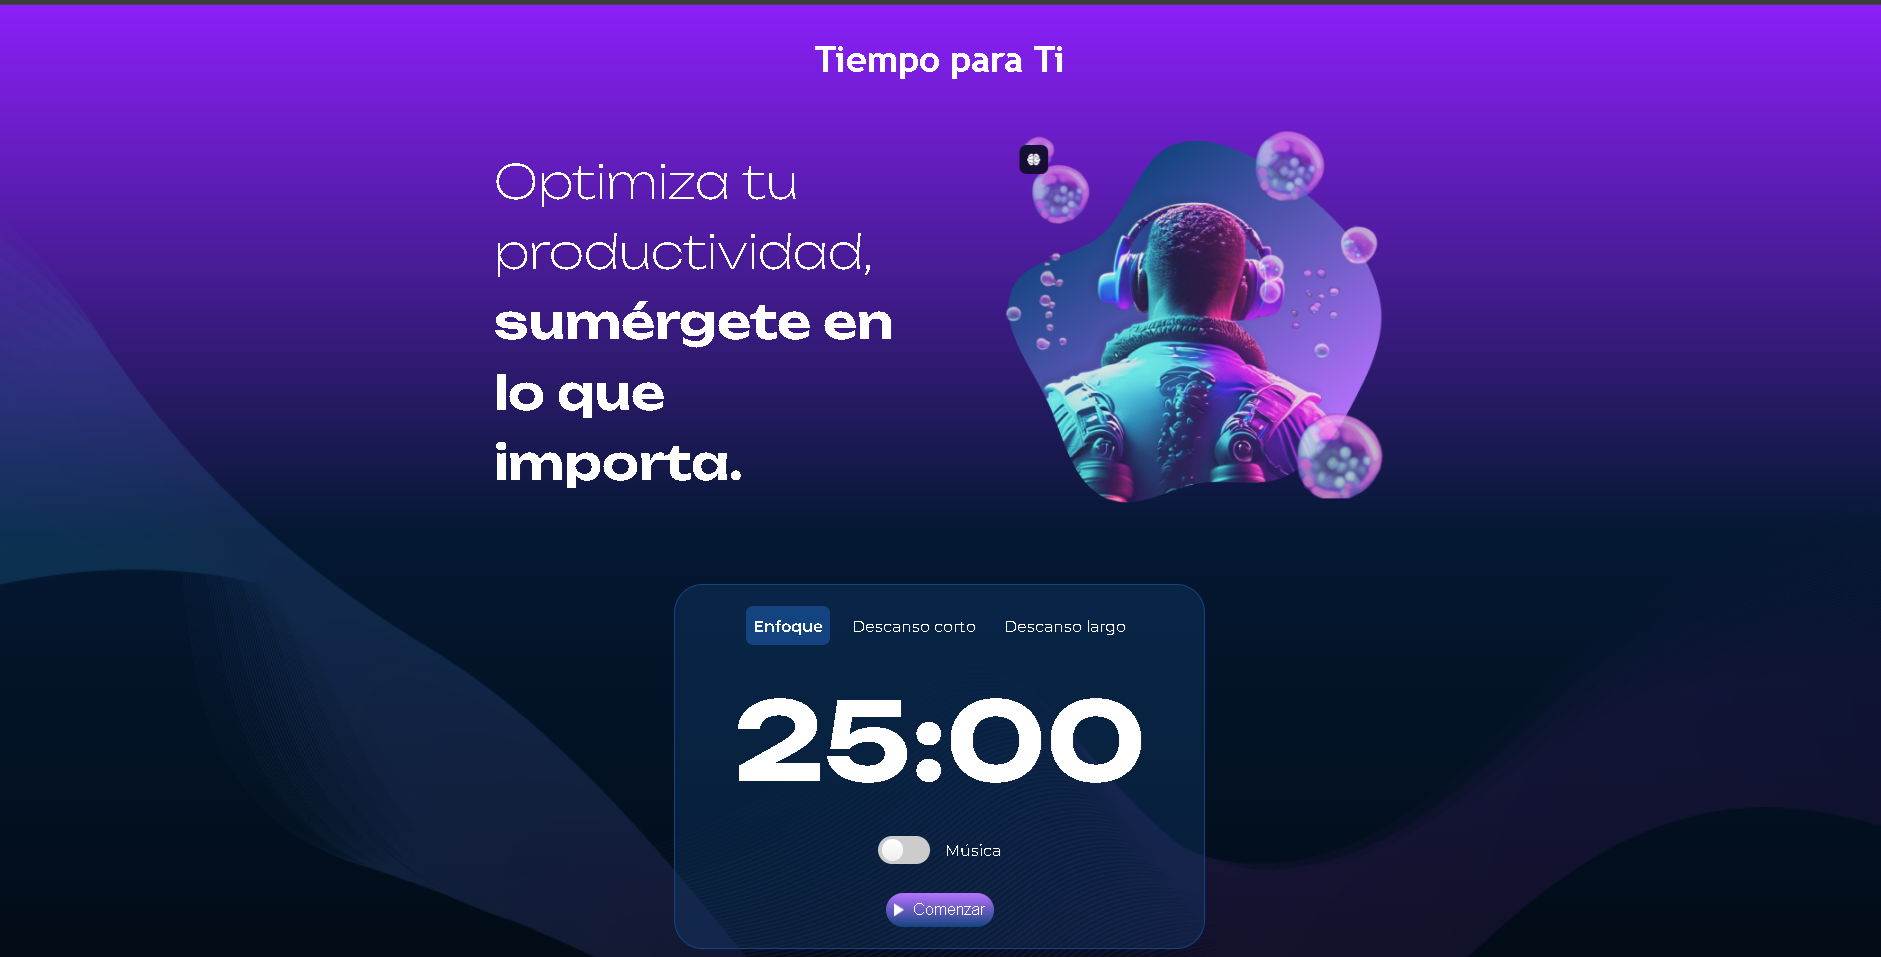 Tiempo para Ti
Optimiza tu
productividad,
sumérgete en
lo que
importa.
Enfoque
Descanso corto
Descanso largo
25:00
Música
Comenzar